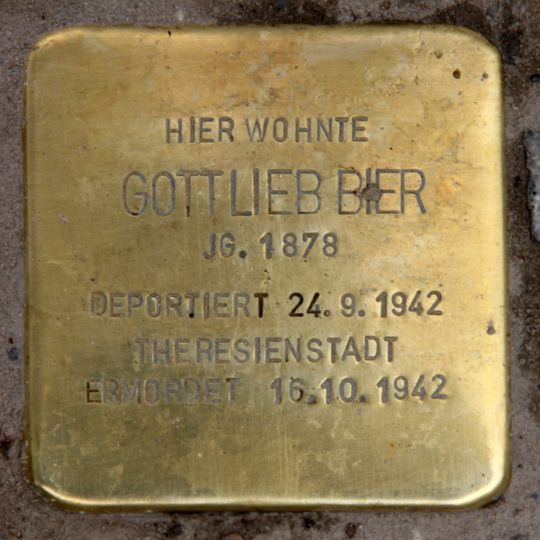 HIER WOHNTE
GOTTLIEB BIER
JG. 1878
DEPORTIERT 24.9.1942
THERESIENSTADT
ERMORDET 16.10.1942